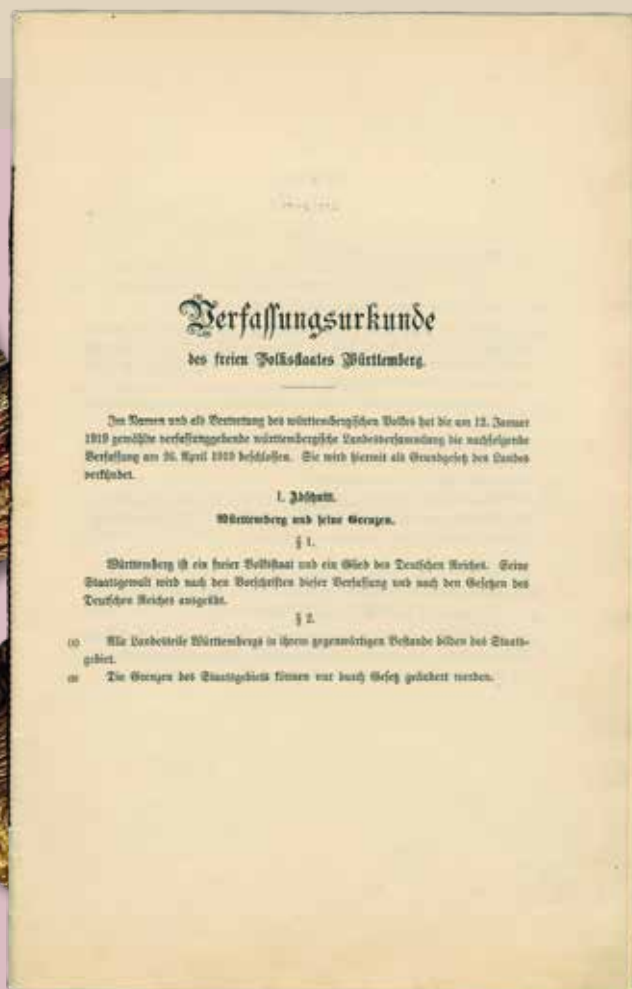 Verfassungsurkunde
des freien Volksstaates Württemberg.
Im Namen und als Vertretung des württembergischen Volkes hat die am 12. Januar
1919 gewählte verfassunggebende württembergische Landesversammlung die nachfolgende
Verfassung am 26. April 1919 beschlossen. Sie wird hiermit als Grundgesetz des Landes
verkündet.
1. Abschnitt.
Württemberg und seine Grenzen.
§ 1.
Württemberg ist ein freier Volksstaat und ein Glied des Deutschen Reiches. Seine
Staatsgewalt wird nach den Vorschriften dieser Verfassung und nach den Gesetzen des
Deutschen Reiches ausgeübt.
§ 2.
(1) Alle Landesteile Württembergs in ihrem gegenwärtigen Bestande bilden das Staats-
gebiet.
(2) Die Grenzen des Staatsgebiets können nur durch Gesetz geändert werden.